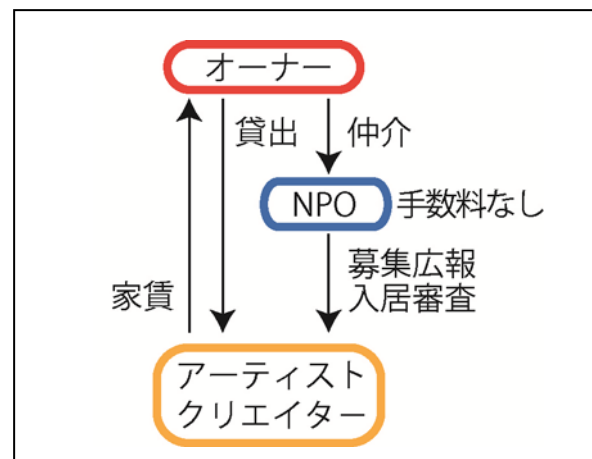 オーナー
貸出
仲介
NPO
手数料なし
募集広報
入居審査
家賃
アーティスト
クリエイター